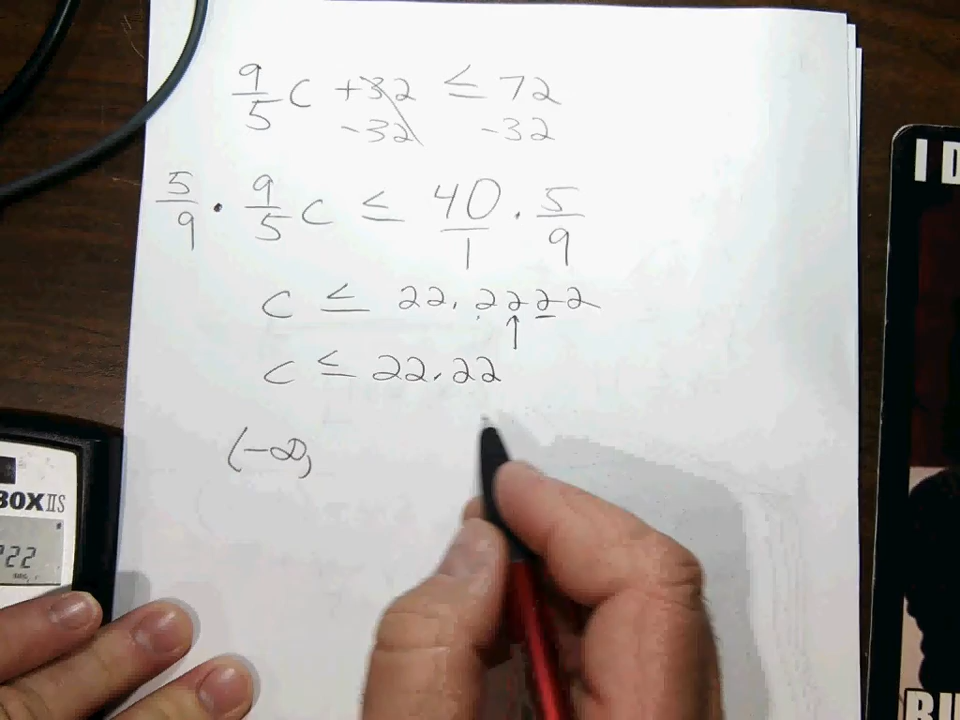 9/5 C + 32 ≤ 72
-32 -32
5/9 · 9/5 C ≤ 40/1 · 5/9
C ≤ 22.2222
C ≤ 22.22
(-∞,
BOX IIS
222
I D